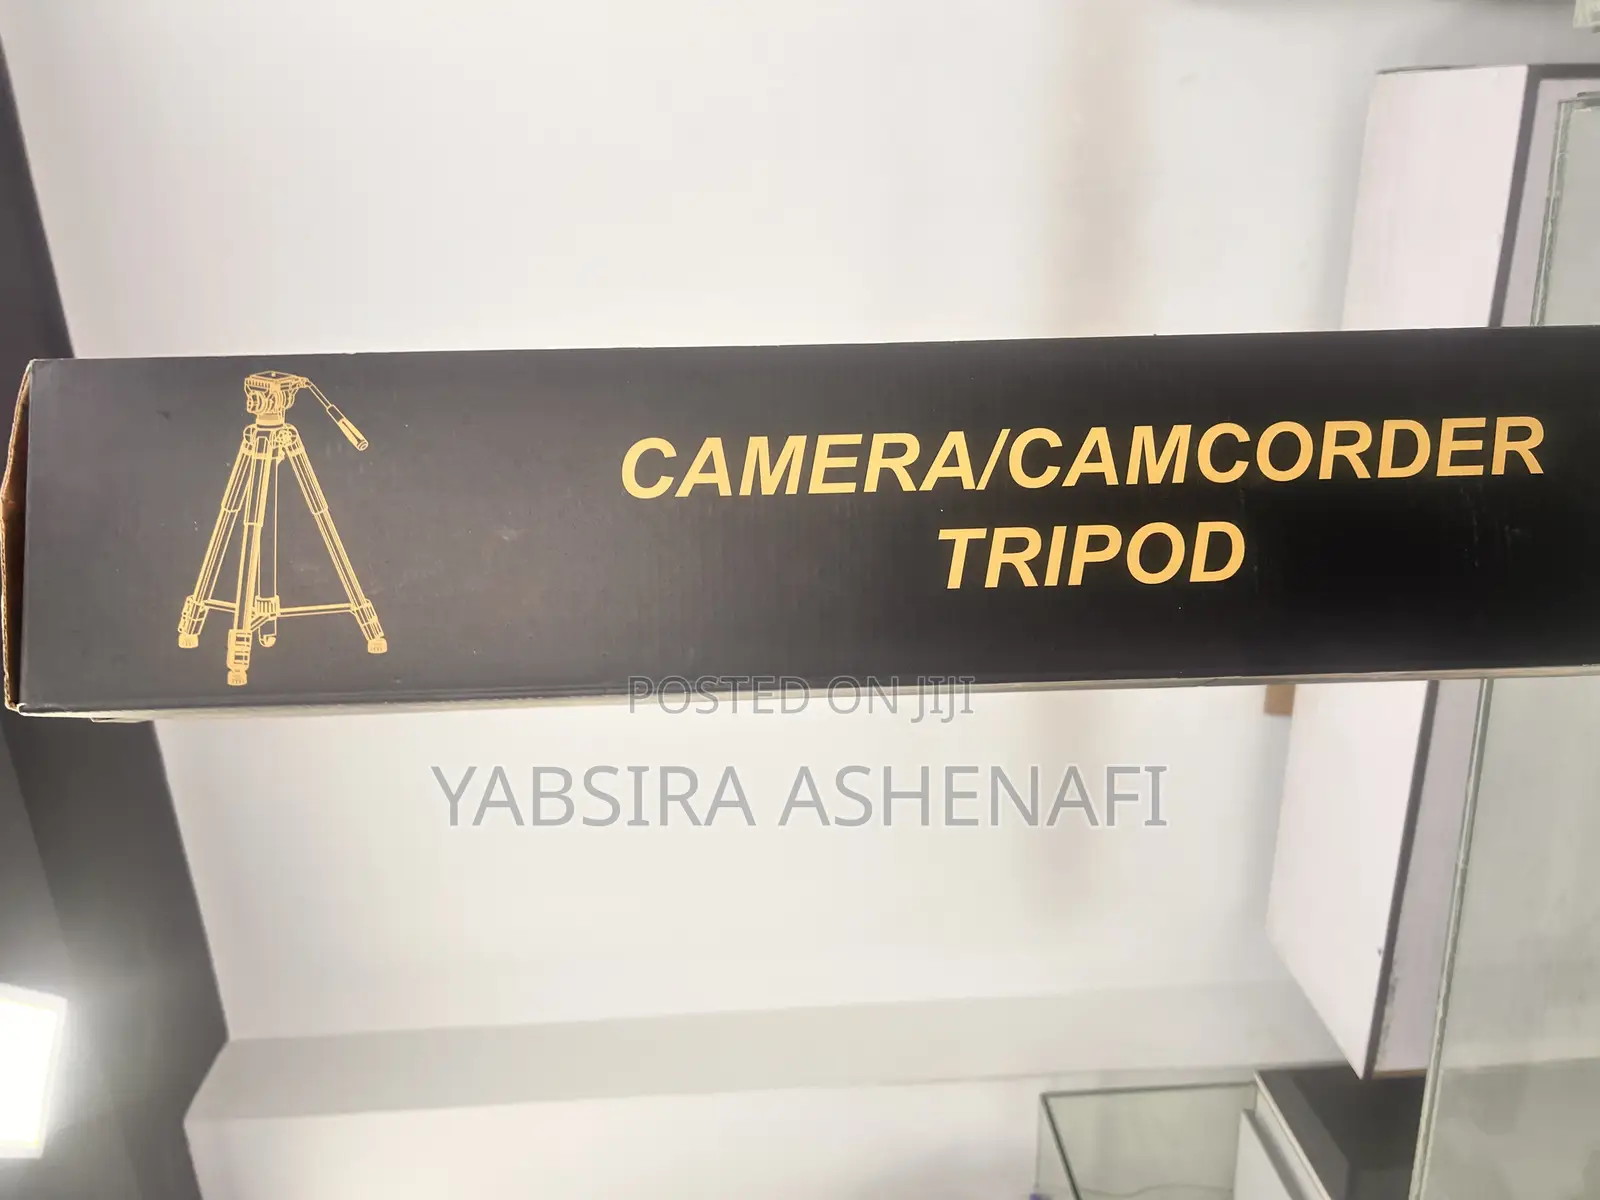 CAMERA/CAMCORDER
TRIPOD
POSTED ON JIJI
YABSIRA ASHENAFI